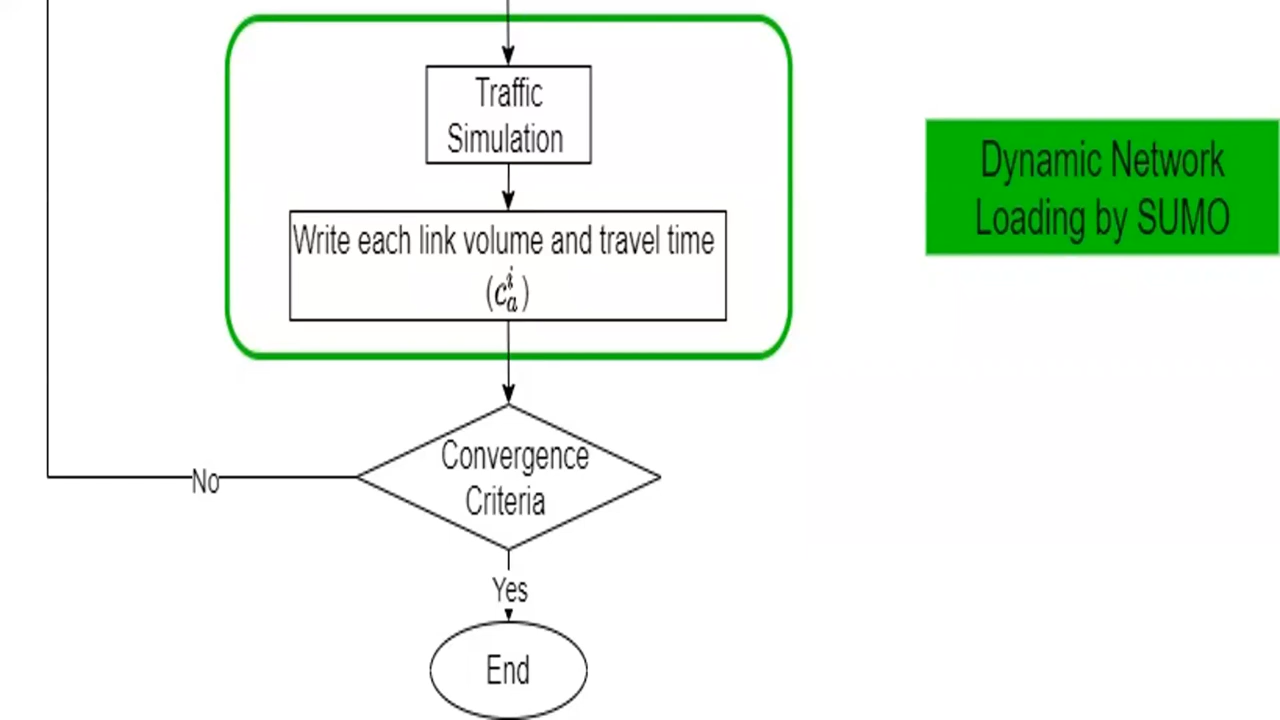 Traffic
Simulation
Write each link volume and travel time
(c_a^i)
Dynamic Network
Loading by SUMO
Convergence
Criteria
No
Yes
End